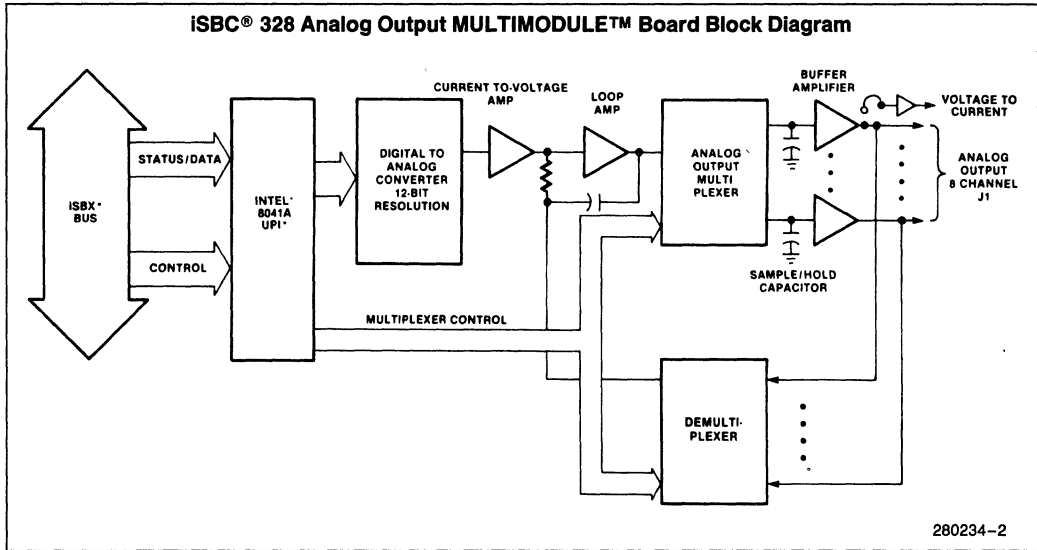 iSBC® 328 Analog Output MULTIMODULE™ Board Block Diagram
ISBX*
BUS
STATUS/DATA
CONTROL
INTEL*
8041A
UPI*
DIGITAL TO
ANALOG
CONVERTER
12-BIT
RESOLUTION
CURRENT TO-VOLTAGE
AMP
LOOP
AMP
ANALOG
OUTPUT
MULTI
PLEXER
BUFFER
AMPLIFIER
VOLTAGE TO
CURRENT
ANALOG
OUTPUT
8 CHANNEL
J1
SAMPLE/HOLD
CAPACITOR
MULTIPLEXER CONTROL
DEMULTI-
PLEXER
280234-2